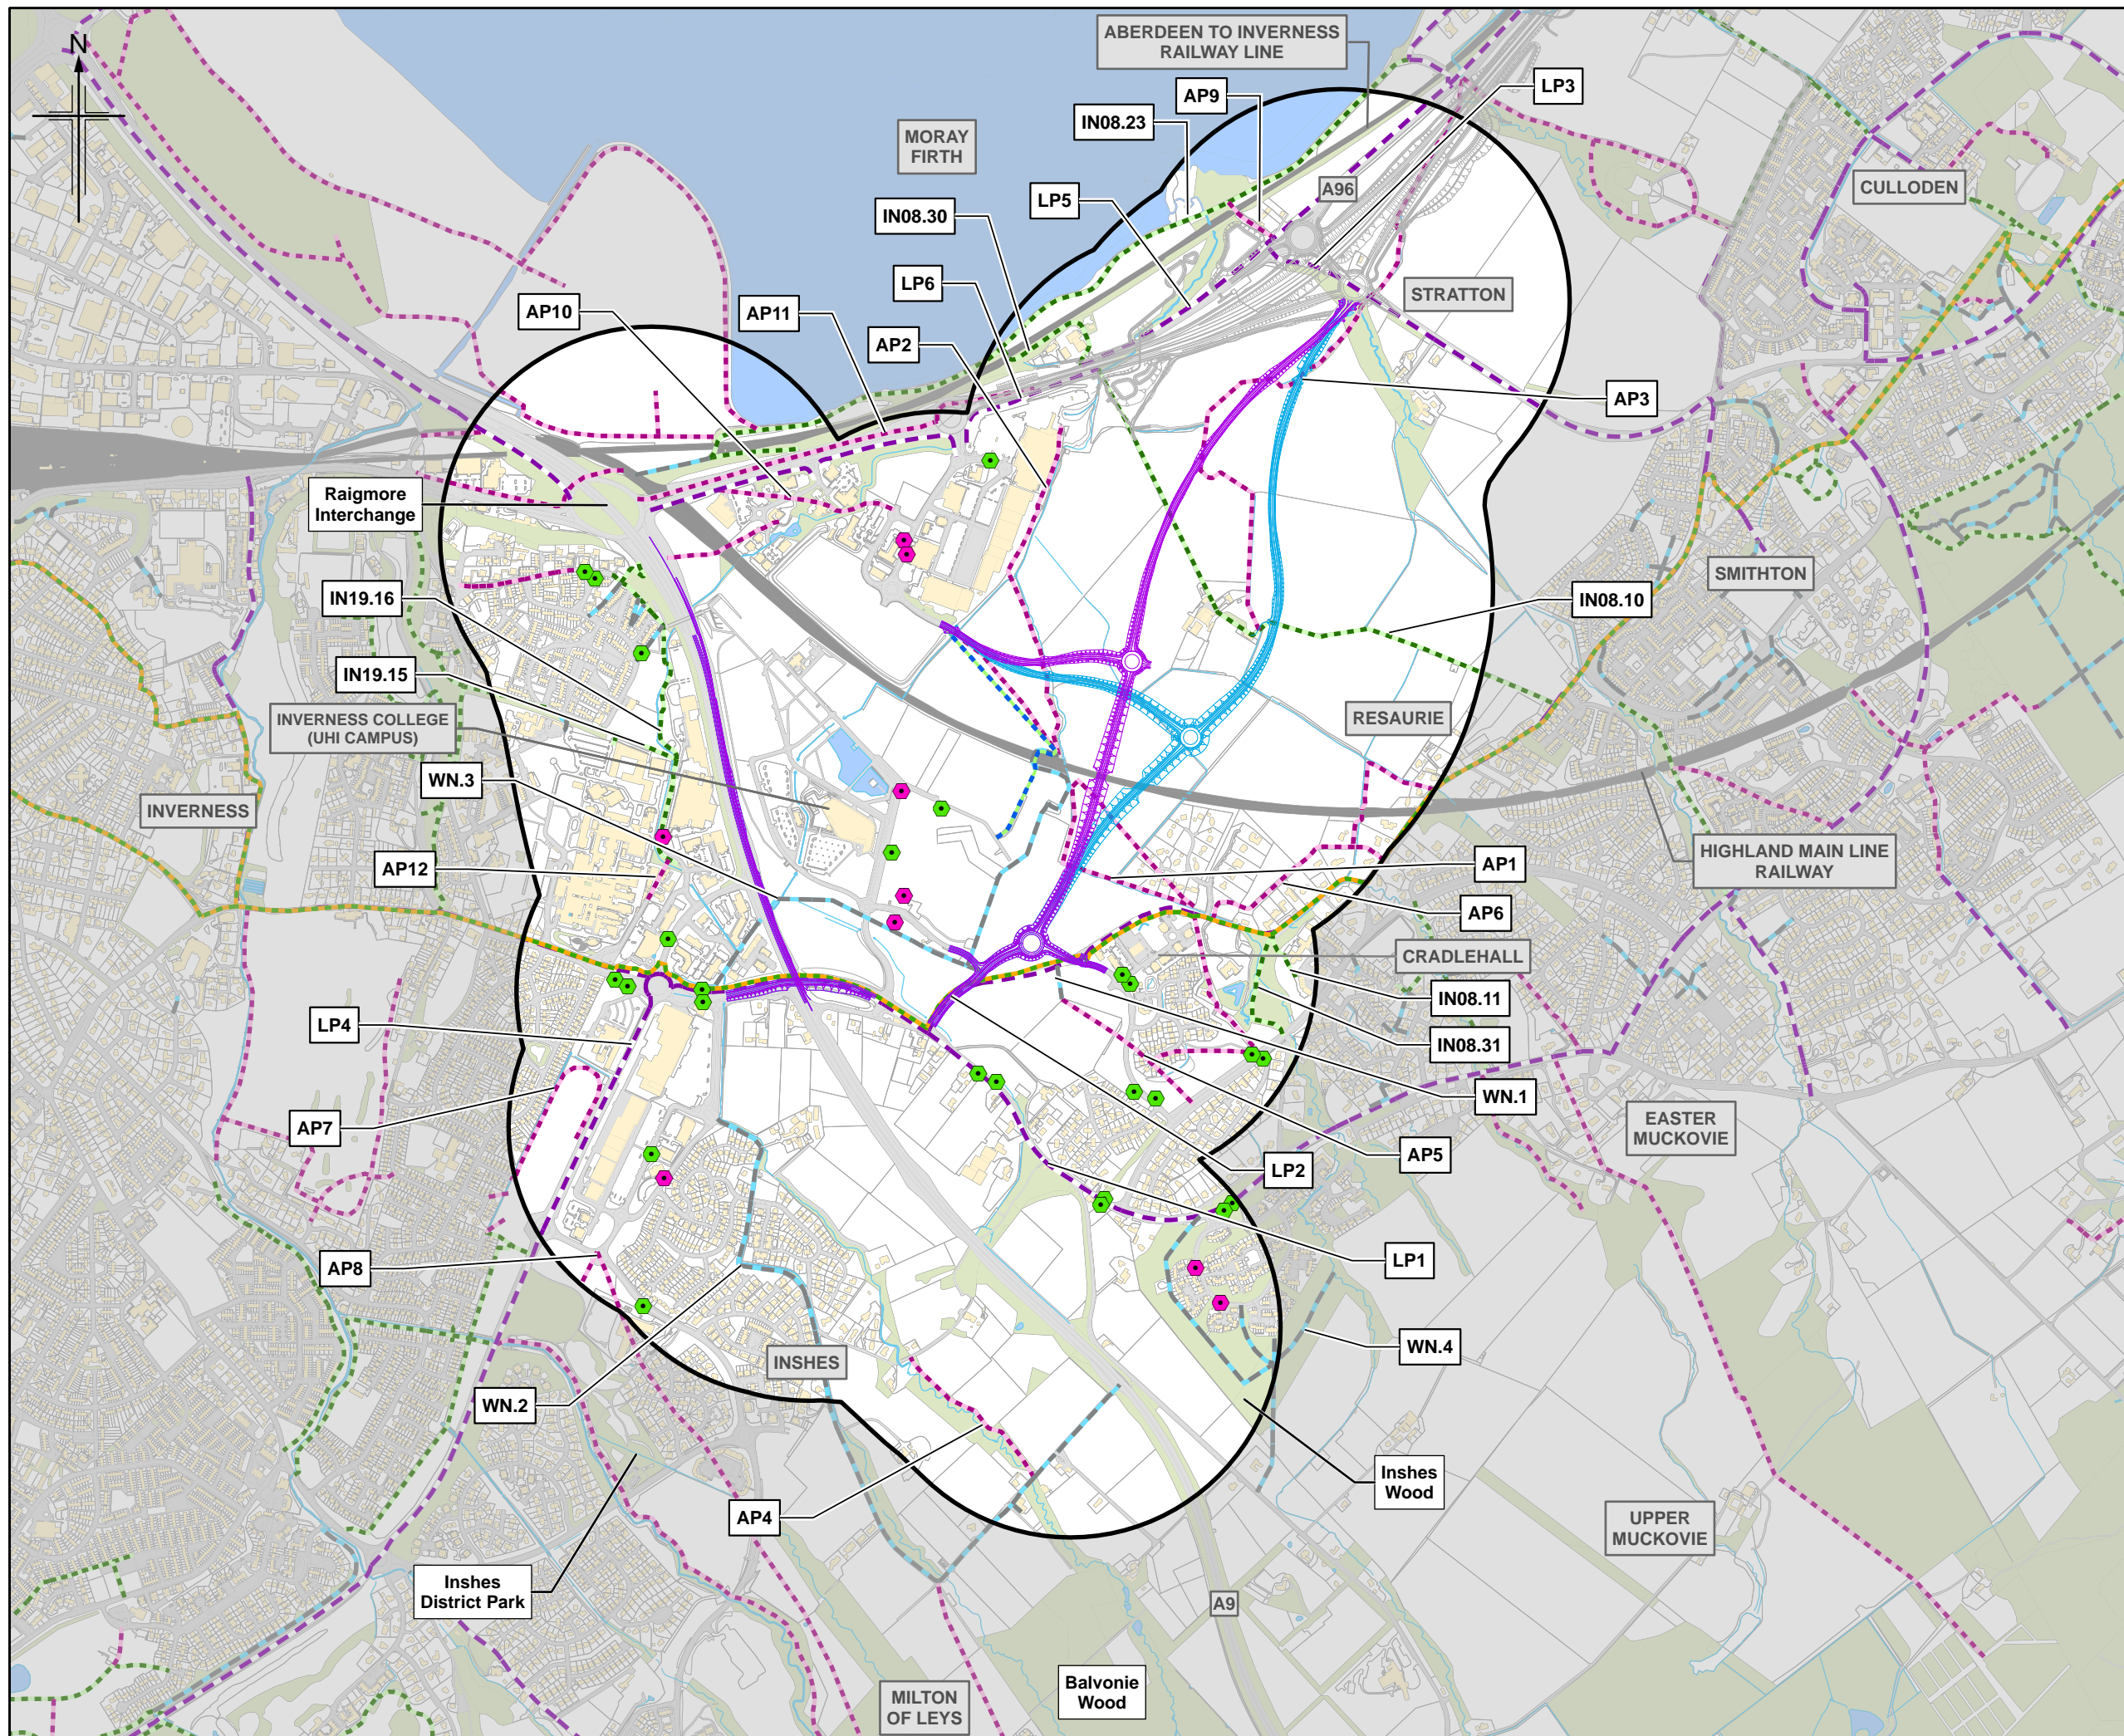 ABERDEEN TO INVERNESS
RAILWAY LINE
N
LP3
AP9
IN08.23
MORAY
FIRTH
A96
CULLODEN
LP5
IN08.30
LP6
STRATTON
AP10
AP11
AP2
AP3
Raigmore
Interchange
SMITHTON
IN19.16
IN08.10
IN19.15
INVERNESS COLLEGE
(UHI CAMPUS)
RESAURIE
WN.3
INVERNESS
HIGHLAND MAIN LINE
RAILWAY
AP12
AP1
AP6
CRADLEHALL
IN08.11
LP4
IN08.31
WN.1
AP7
EASTER
MUCKOVIE
AP5
LP2
AP8
LP1
WN.4
INSHES
WN.2
Inshes
Wood
AP4
UPPER
MUCKOVIE
Inshes
District Park
A9
Balvonie
Wood
MILTON
OF LEYS